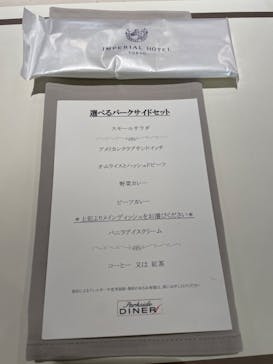 IMPERIAL HOTEL
TOKYO
選べるパークサイドセット
スモールサラダ
アメリカンクラブサンドイッチ
オムライスとハッシュドビーフ
野菜カレー
ビーフカレー
＊上記よりメインディッシュをお選びください＊
バニラアイスクリーム
コーヒー 又は 紅茶
Parkside
DINER